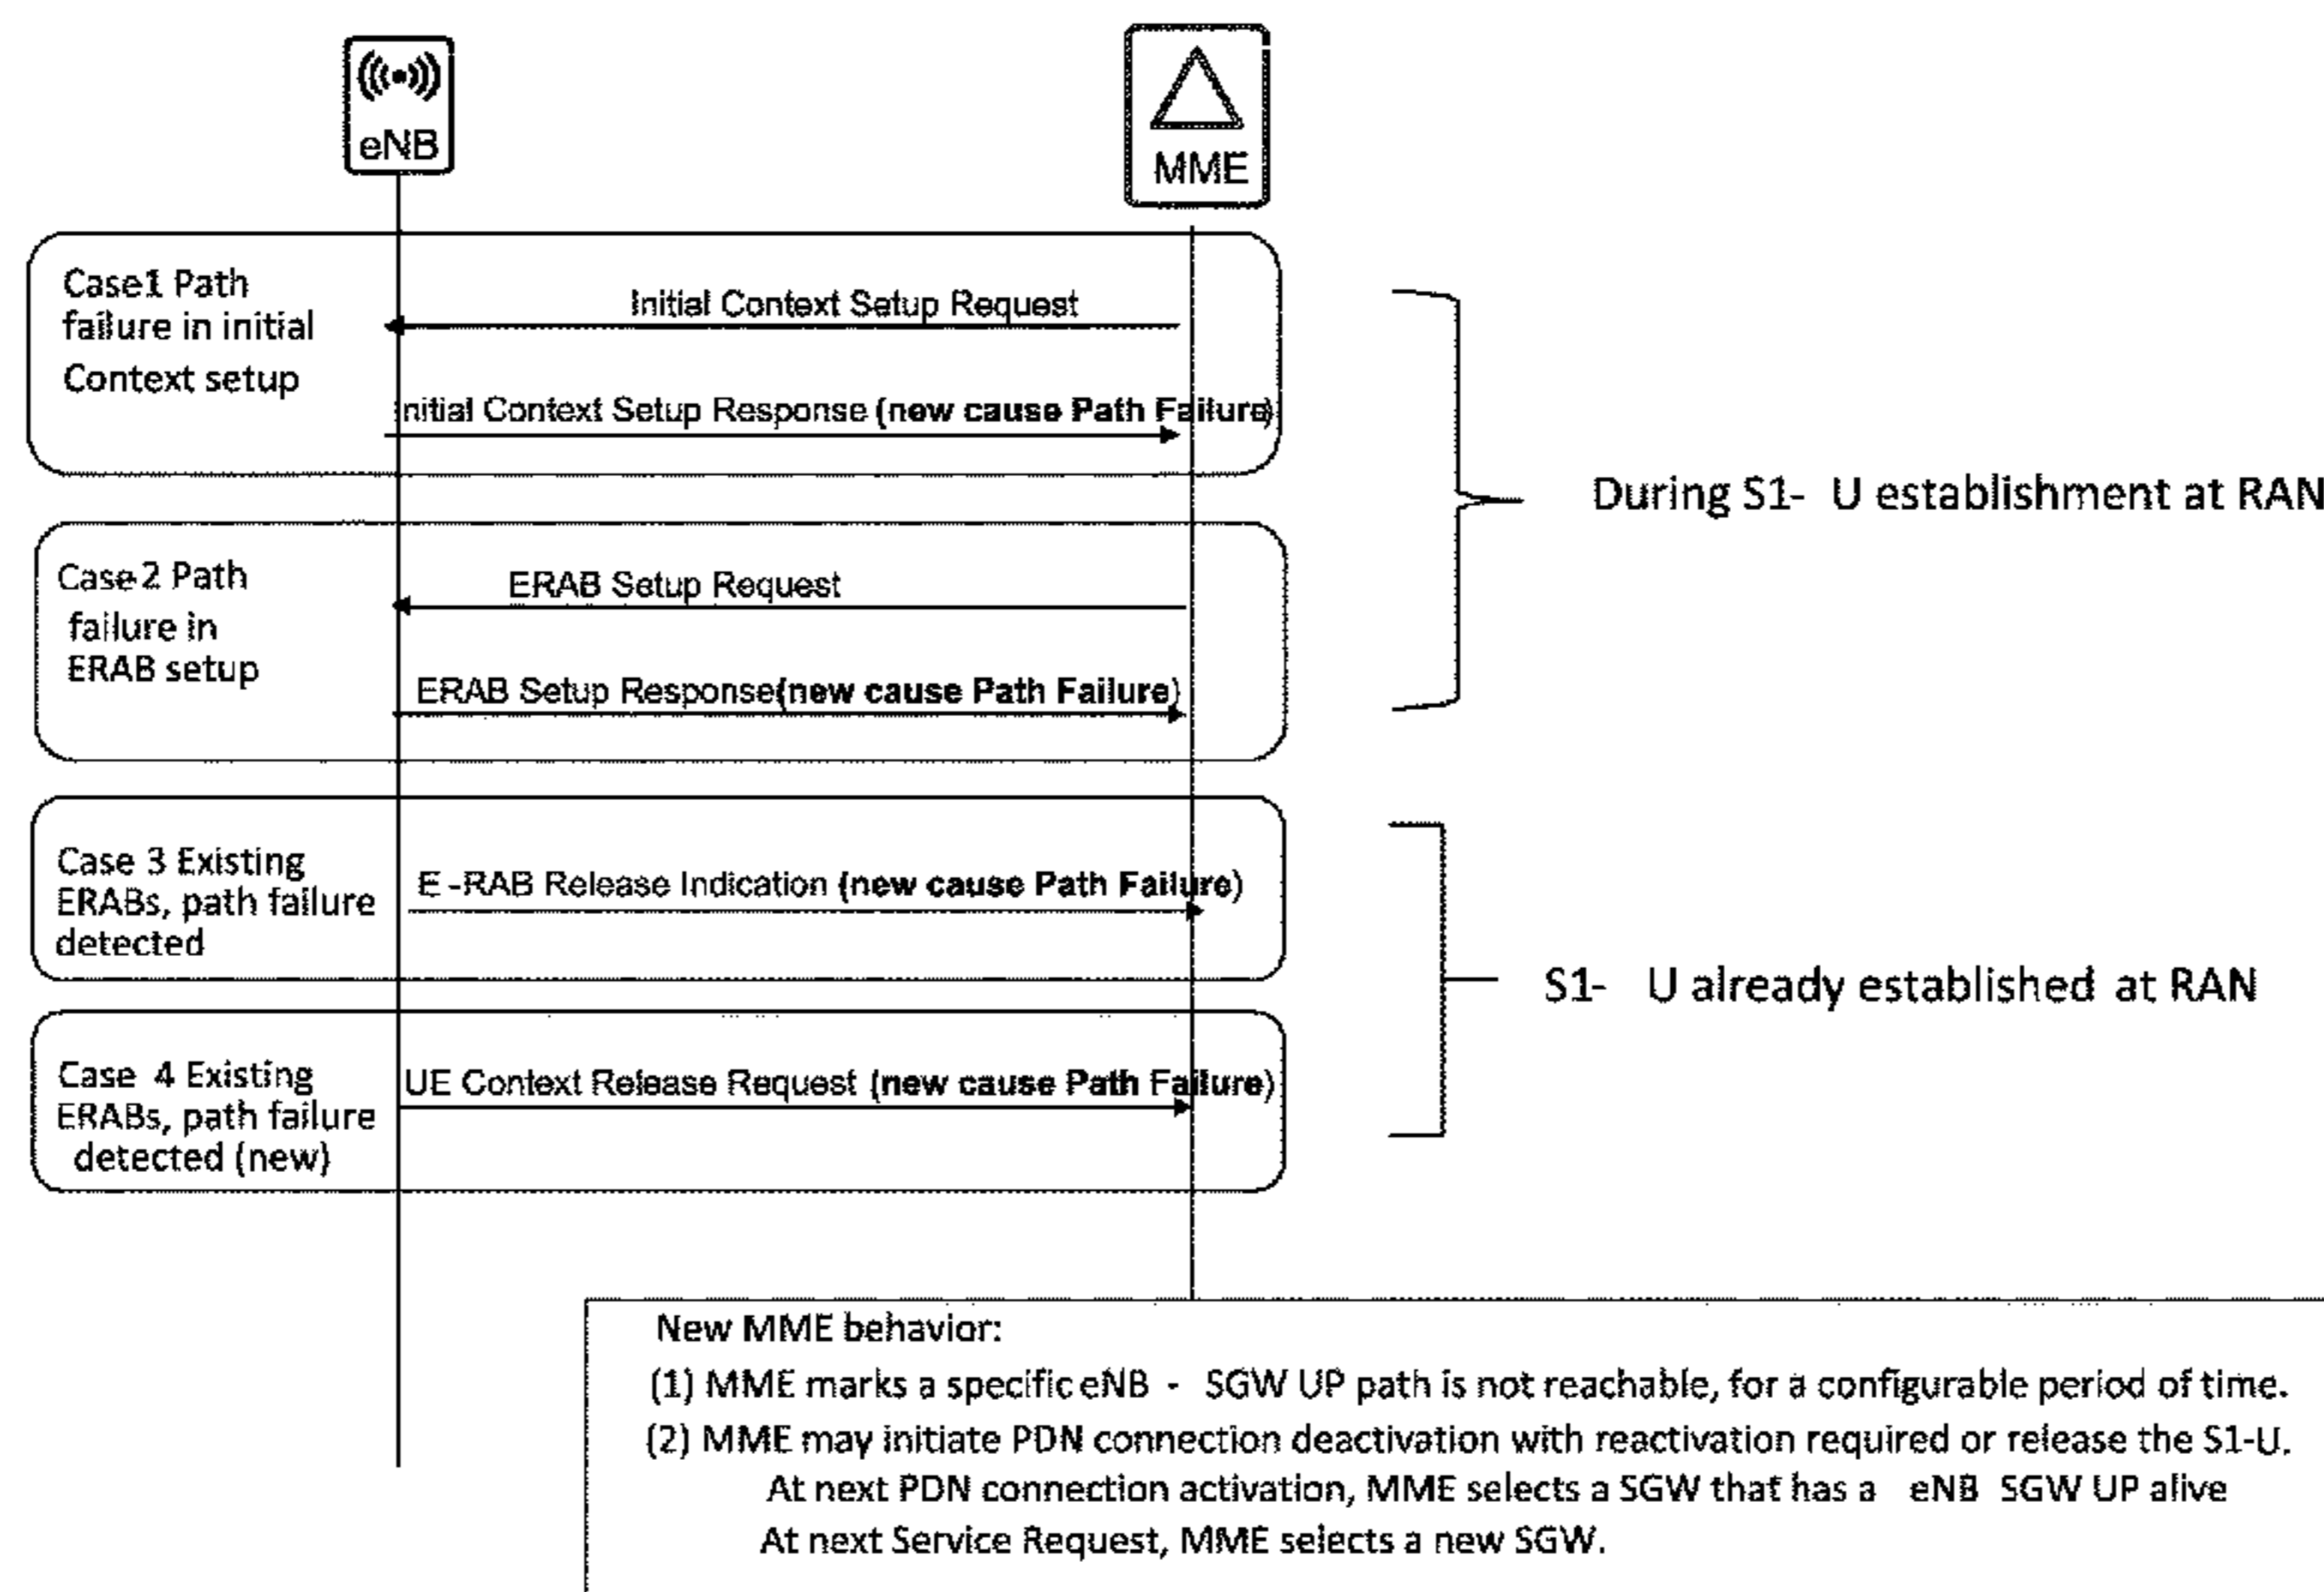 eNB
MME
Case1 Path
failure in initial
Context setup
Initial Context Setup Request
Initial Context Setup Response (new cause Path Failure)
During S1- U establishment at RAN
Case 2 Path
failure in
ERAB setup
ERAB Setup Request
ERAB Setup Response(new cause Path Failure)
Case 3 Existing
ERABs, path failure
detected
E -RAB Release Indication (new cause Path Failure)
S1- U already established at RAN
Case 4 Existing
ERABs, path failure
detected (new)
UE Context Release Request (new cause Path Failure)
New MME behavior:
(1) MME marks a specific eNB - SGW UP path is not reachable, for a configurable period of time.
(2) MME may initiate PDN connection deactivation with reactivation required or release the S1-U.
At next PDN connection activation, MME selects a SGW that has a eNB SGW UP alive
At next Service Request, MME selects a new SGW.